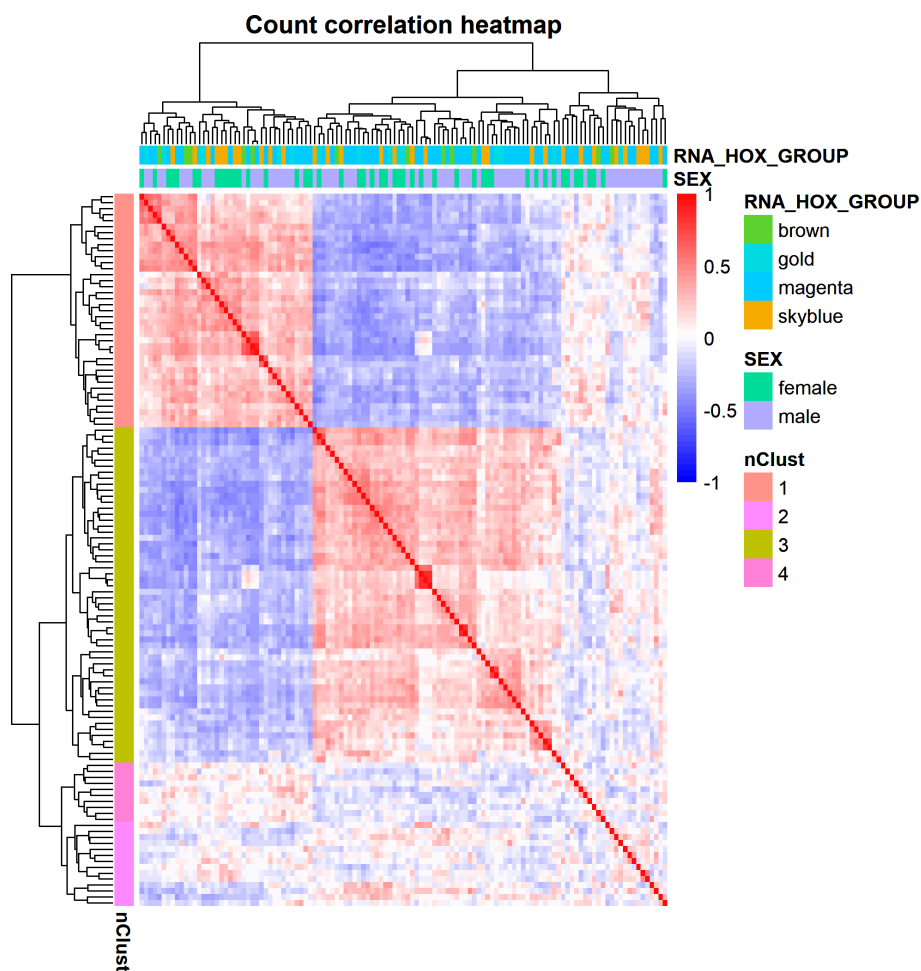 Count correlation heatmap
RNA_HOX_GROUP
SEX
1
0.5
0
-0.5
-1
RNA_HOX_GROUP
brown
gold
magenta
skyblue
SEX
female
male
nClust
1
2
3
4
nClust